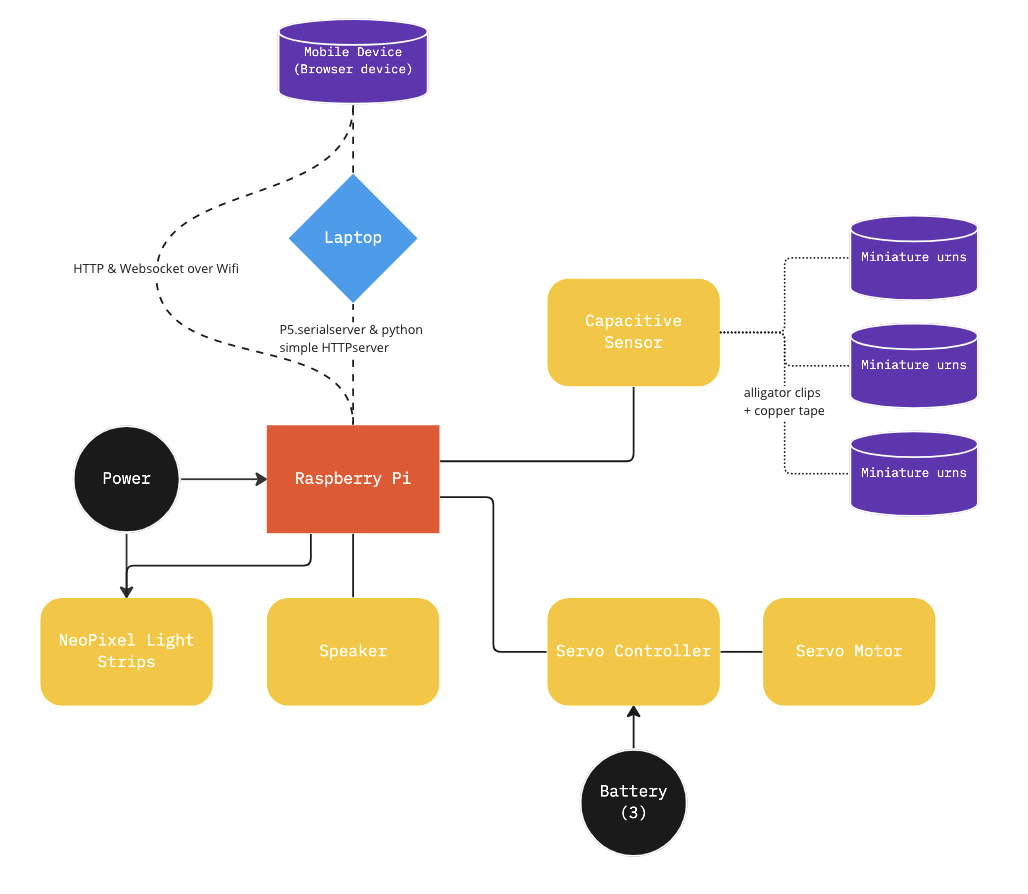 Mobile Device
(Browser device)
Laptop
HTTP & Websocket over Wifi
P5.serialserver & python
simple HTTPserver
Miniature urns
Capacitive
Sensor
Miniature urns
alligator clips
+ copper tape
Miniature urns
Power
Raspberry Pi
NeoPixel Light
Strips
Speaker
Servo Controller
Servo Motor
Battery
(3)